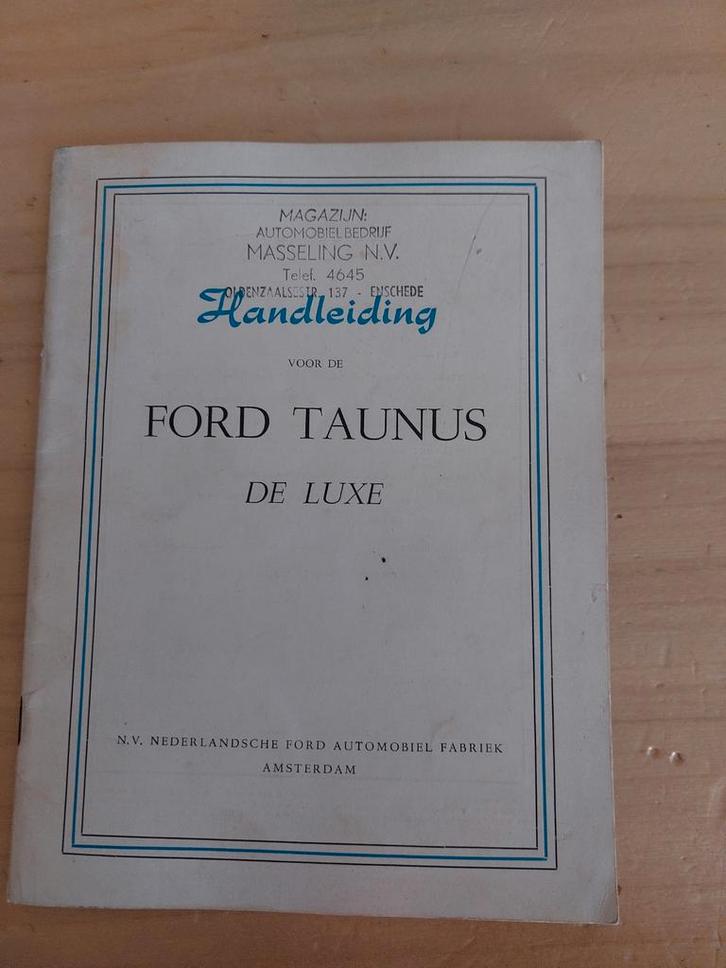 MAGAZIJN:
AUTOMOBIELBEDRIJF
MASSELING N.V.
Telef. 4645
OLDENZAALSESTR. 137 - ENSCHEDE
Handleiding
VOOR DE
FORD TAUNUS
DE LUXE
N.V. NEDERLANDSCHE FORD AUTOMOBIEL FABRIEK
AMSTERDAM